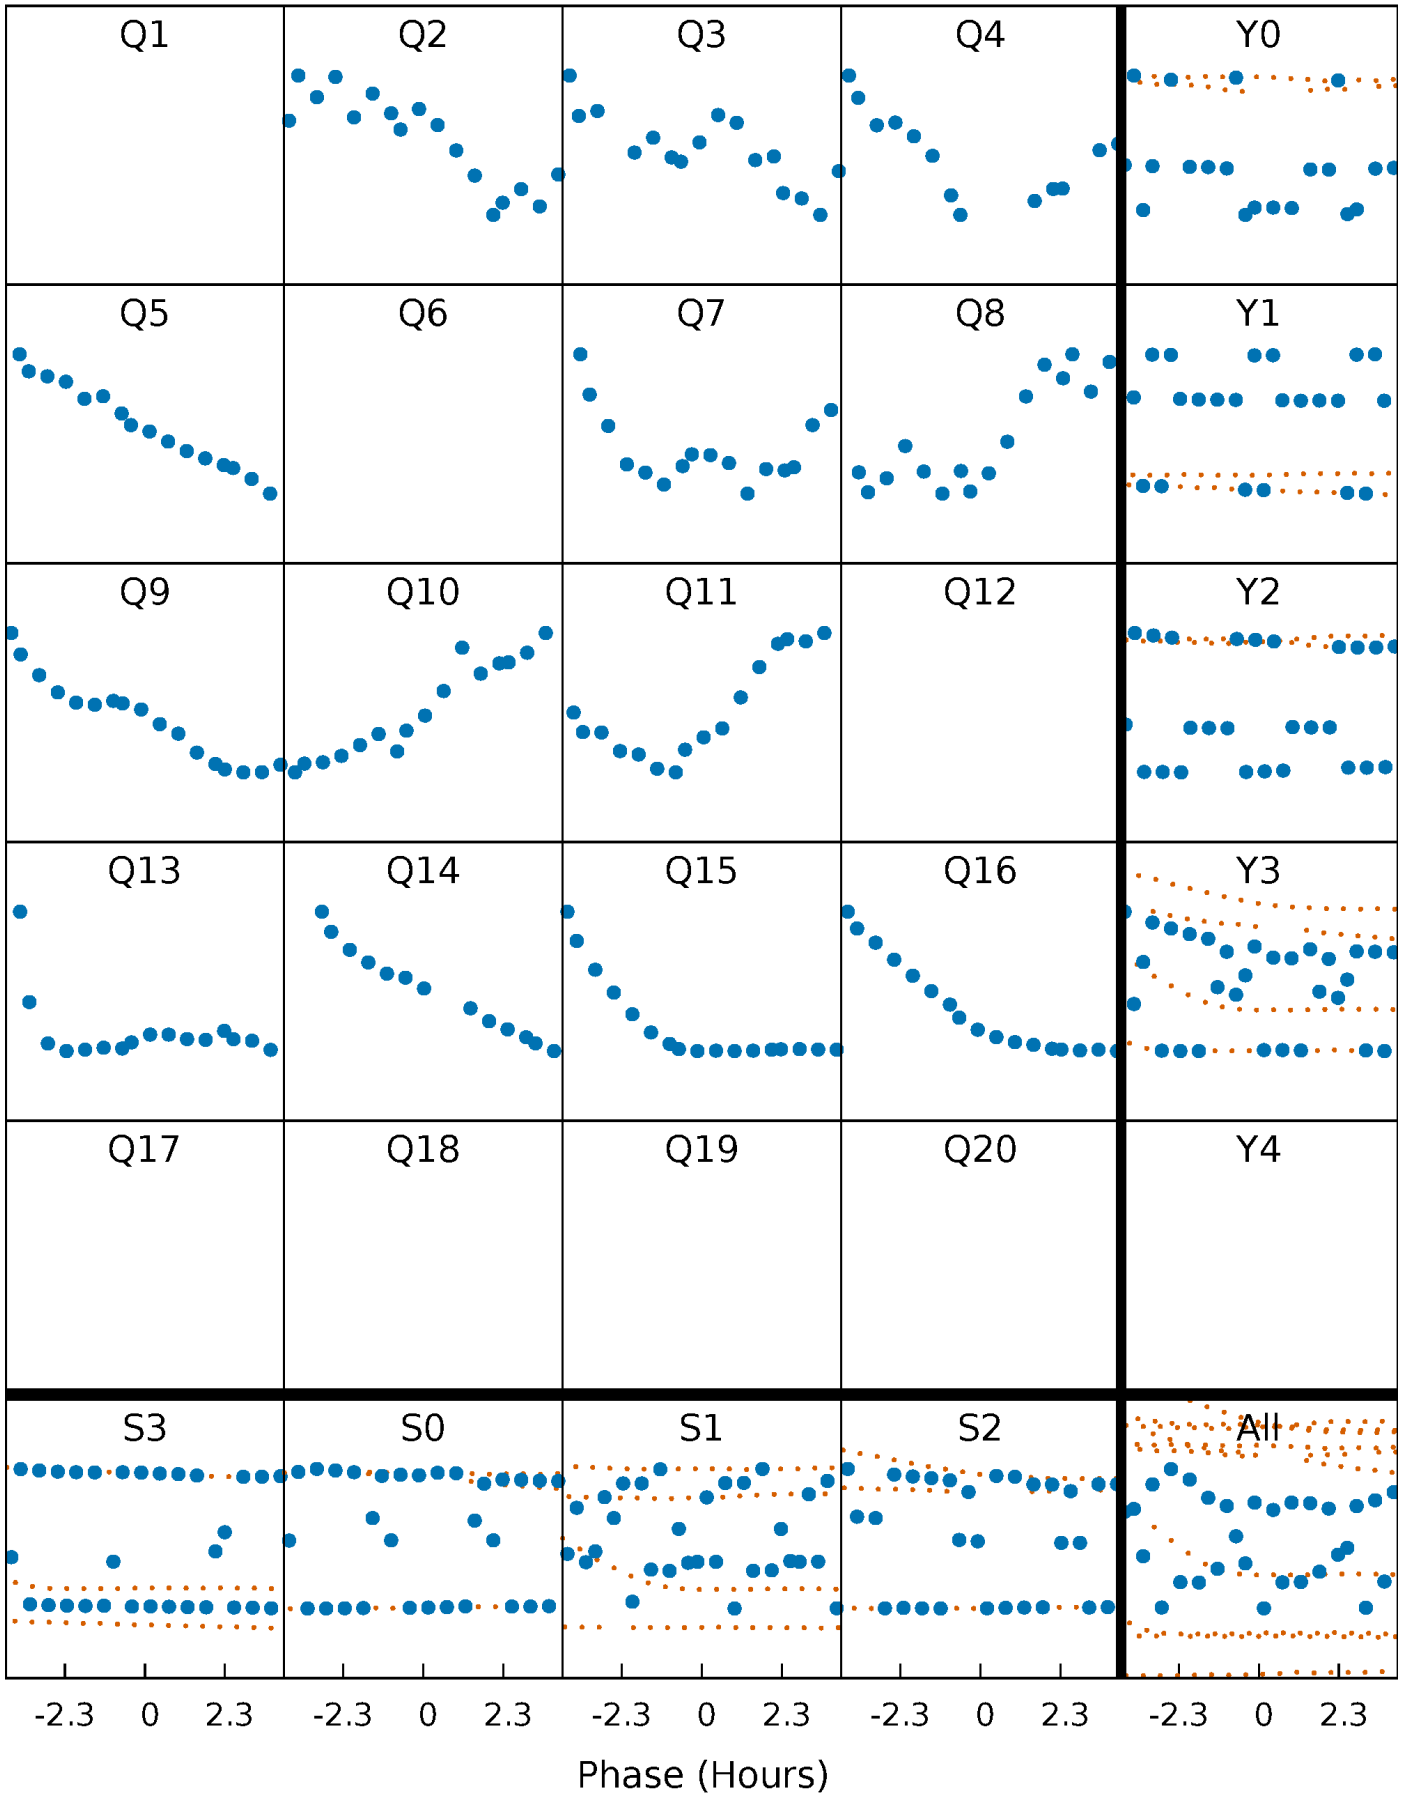 Q1 Q2 Q3 Q4 Y0
Q5 Q6 Q7 Q8 Y1
Q9 Q10 Q11 Q12 Y2
Q13 Q14 Q15 Q16 Y3
Q17 Q18 Q19 Q20 Y4
S3 S0 S1 S2 All
-2.3 0 2.3 -2.3 0 2.3 -2.3 0 2.3 -2.3 0 2.3 -2.3 0 2.3
Phase (Hours)